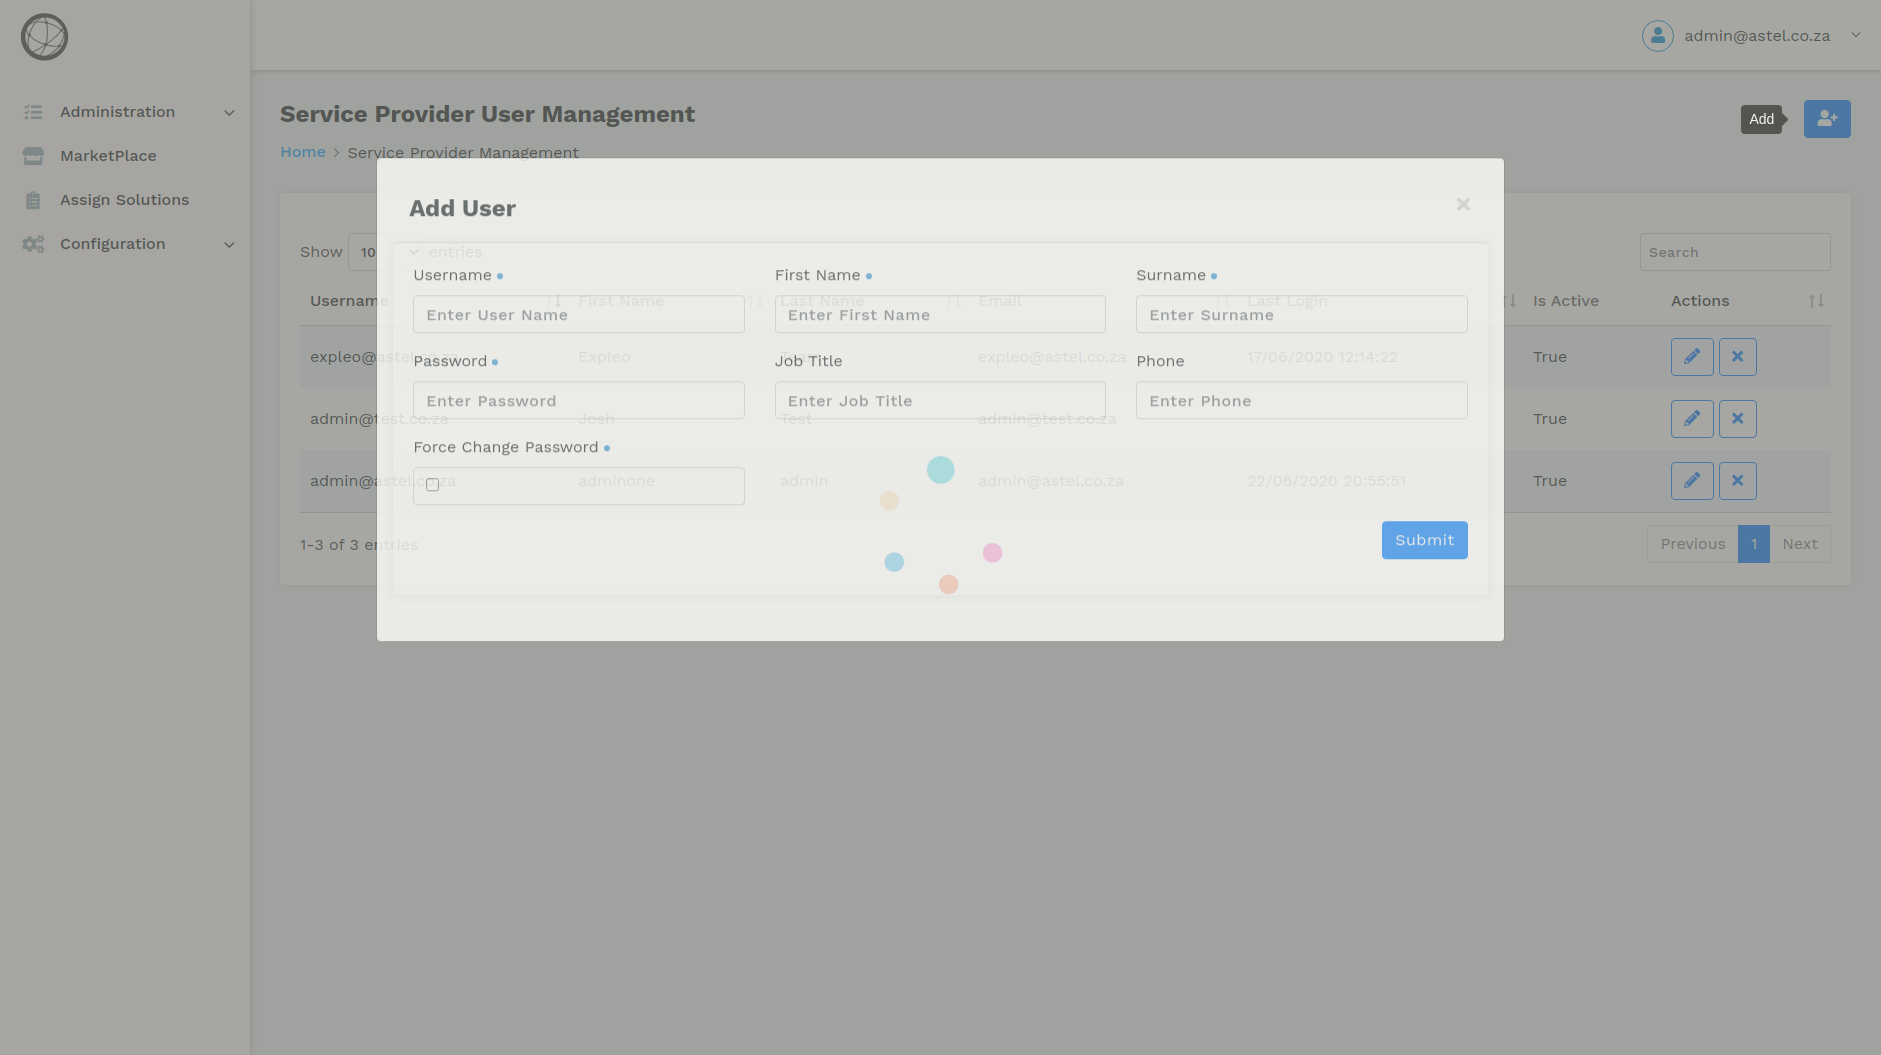 admin@astel.co.za
Administration
MarketPlace
Assign Solutions
Configuration
Service Provider User Management
Home > Service Provider Management
Add
Add User
×
Show 10 entries
Search
Username First Name Last Name Email Last Login Is Active Actions
expleo@astel.co.za Expleo Team expleo@astel.co.za 17/06/2020 12:14:22 True
admin@test.co.za Josh Test admin@test.co.za True
admin@astel.co.za adminone admin admin@astel.co.za 22/06/2020 20:55:51 True
1-3 of 3 entries
Previous 1 Next
Username First Name Surname
Enter User Name Enter First Name Enter Surname
Password Job Title Phone
Enter Password Enter Job Title Enter Phone
Force Change Password
Submit